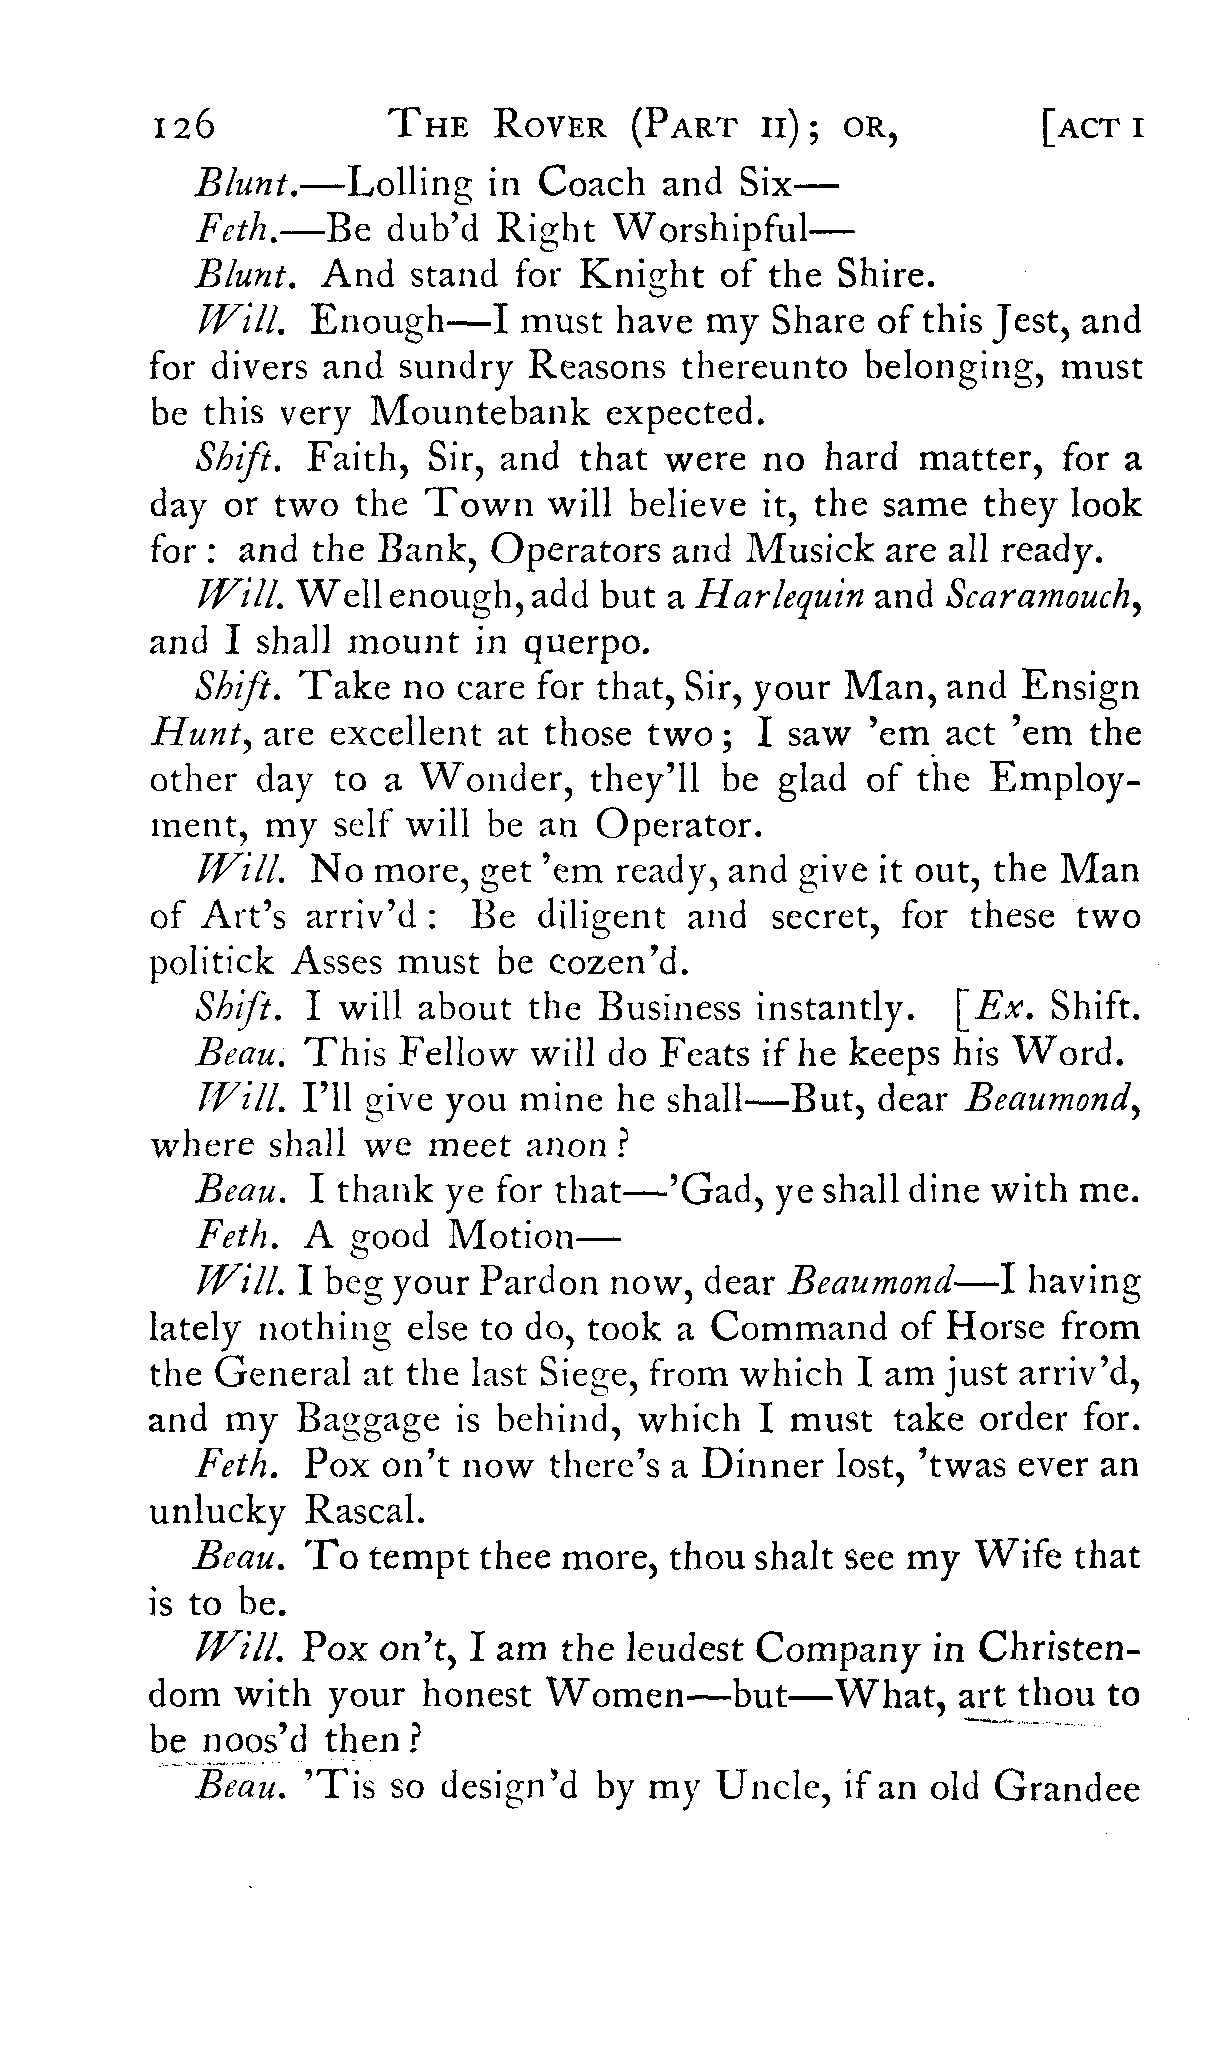 126 THE ROVER (PART II); OR, [ACT I
Blunt.—Lolling in Coach and Six—
Feth.—Be dub'd Right Worshipful—
Blunt. And stand for Knight of the Shire.
Will. Enough—I must have my Share of this Jest, and
for divers and sundry Reasons thereunto belonging, must
be this very Mountebank expected.
Shift. Faith, Sir, and that were no hard matter, for a
day or two the Town will believe it, the same they look
for : and the Bank, Operators and Musick are all ready.
Will. Well enough, add but a Harlequin and Scaramouch,
and I shall mount in querpo.
Shift. Take no care for that, Sir, your Man, and Ensign
Hunt, are excellent at those two ; I saw 'em act 'em the
other day to a Wonder, they'll be glad of the Employ-
ment, my self will be an Operator.
Will. No more, get 'em ready, and give it out, the Man
of Art's arriv'd : Be diligent and secret, for these two
politick Asses must be cozen'd.
Shift. I will about the Business instantly. [Ex. Shift.
Beau. This Fellow will do Feats if he keeps his Word.
Will. I'll give you mine he shall—But, dear Beaumond,
where shall we meet anon ?
Beau. I thank ye for that—'Gad, ye shall dine with me.
Feth. A good Motion—
Will. I beg your Pardon now, dear Beaumond—I having
lately nothing else to do, took a Command of Horse from
the General at the last Siege, from which I am just arriv'd,
and my Baggage is behind, which I must take order for.
Feth. Pox on't now there's a Dinner lost, 'twas ever an
unlucky Rascal.
Beau. To tempt thee more, thou shalt see my Wife that
is to be.
Will. Pox on't, I am the leudest Company in Christen-
dom with your honest Women—but—What, art thou to
be noos'd then ?
Beau. 'Tis so design'd by my Uncle, if an old Grandee